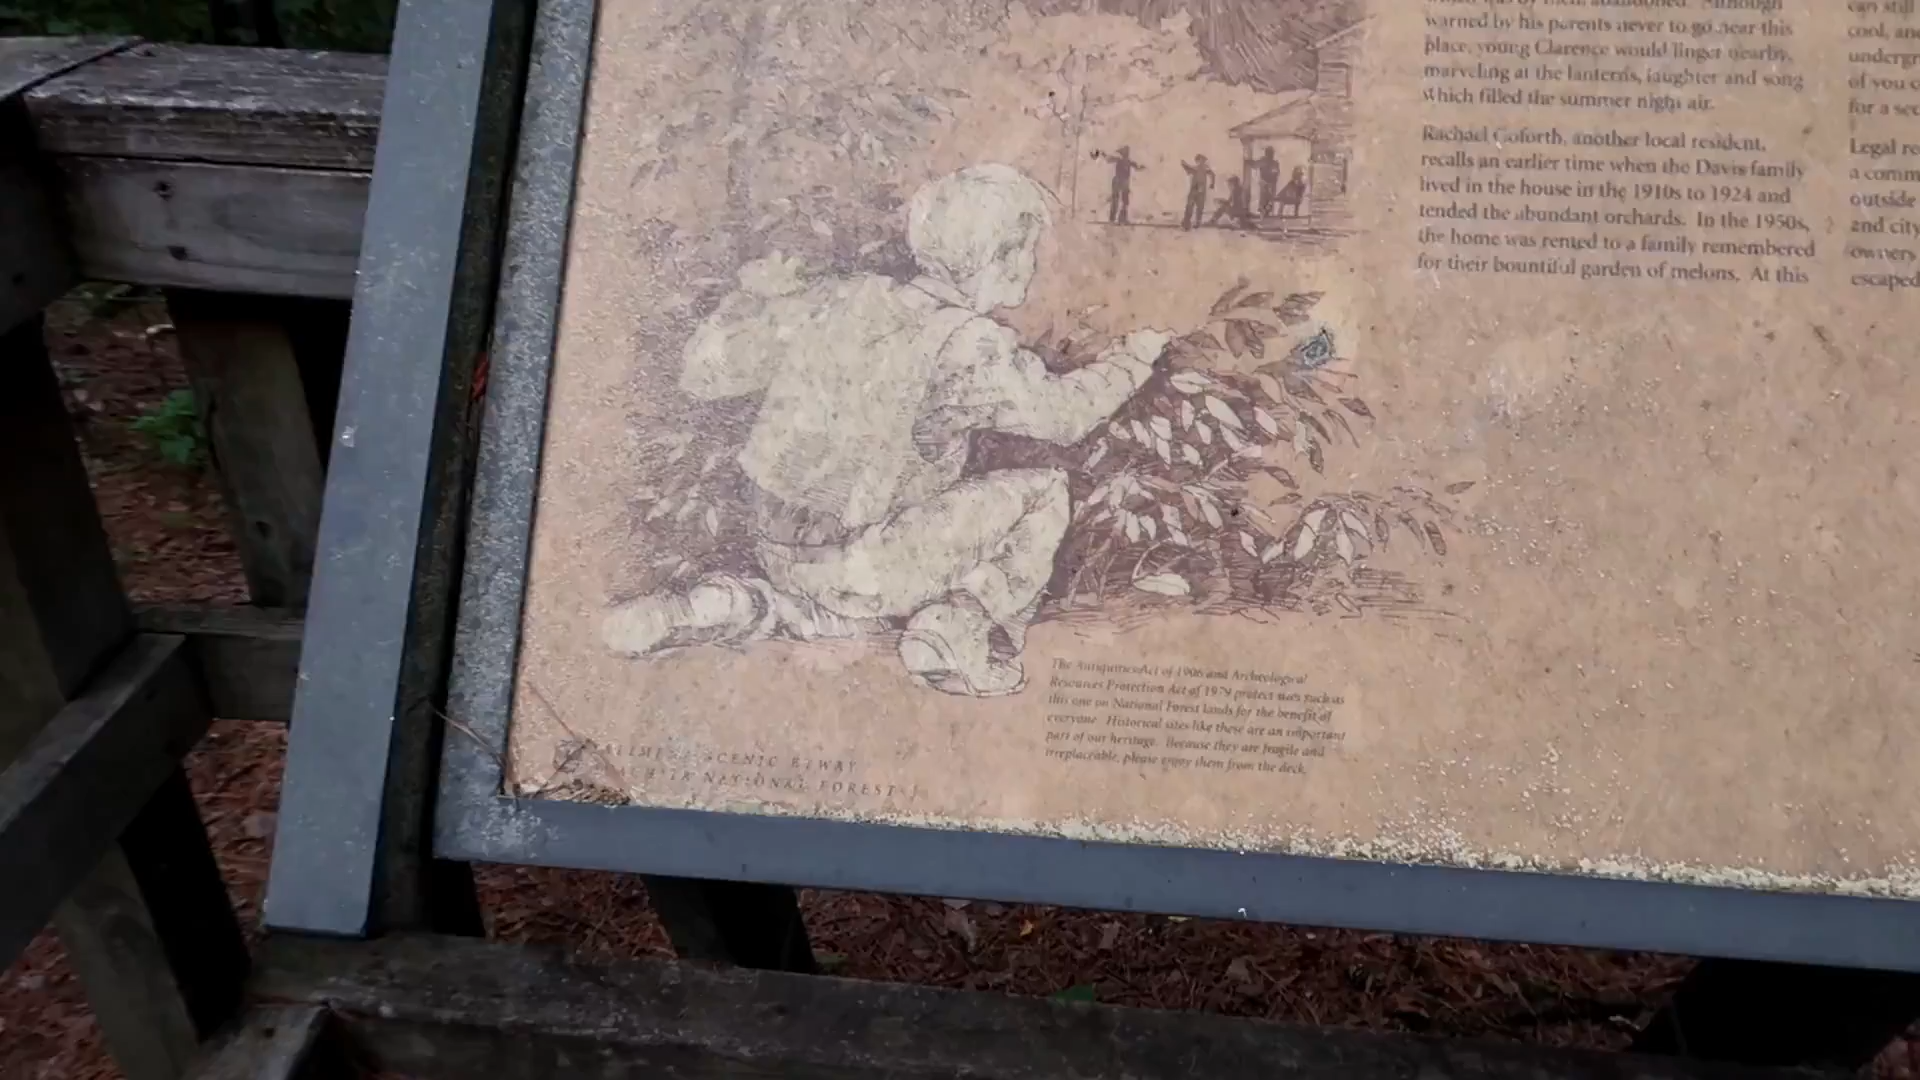 warned by his parents never to go near this
place, young Clarence would linger nearby,
marveling at the lanterns, laughter and song
which filled the summer night air.
Rachael Goforth, another local resident,
recalls an earlier time when the Davis family
lived in the house in the 1910s to 1924 and
tended the abundant orchards. In the 1950s,
the home was rented to a family remembered
for their bountiful garden of melons. At this
can still
cool, and
of you
for a
Legal
a
outside
and city
owners
escaped
The Antiquities Act of 1906 and Archeological
Resources Protection Act of 1979 protect sites such as
this one on National Forest lands for the benefit of
everyone. Historical sites like these are an important
part of our heritage. Because they are fragile and
irreplaceable, please enjoy them from the deck.
SCENIC BYWAY
NATIONAL FOREST